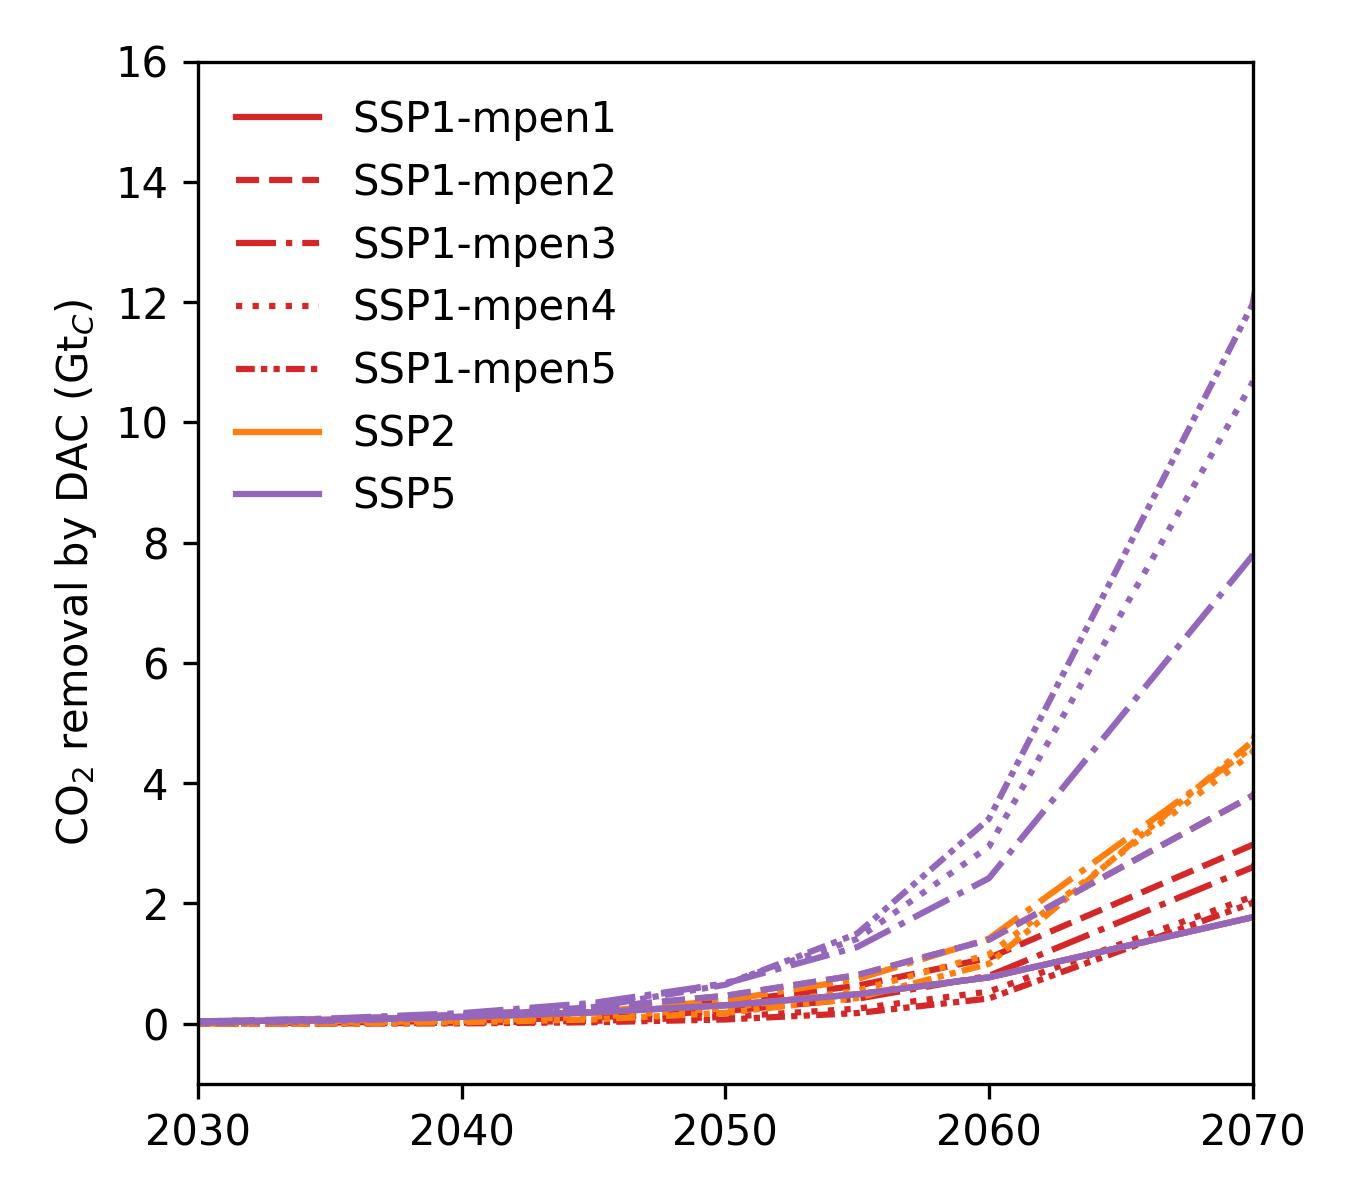 16
14
12
10
8
6
4
2
0
CO₂ removal by DAC (Gt_C)
SSP1-mpen1
SSP1-mpen2
SSP1-mpen3
SSP1-mpen4
SSP1-mpen5
SSP2
SSP5
2030 2040 2050 2060 2070